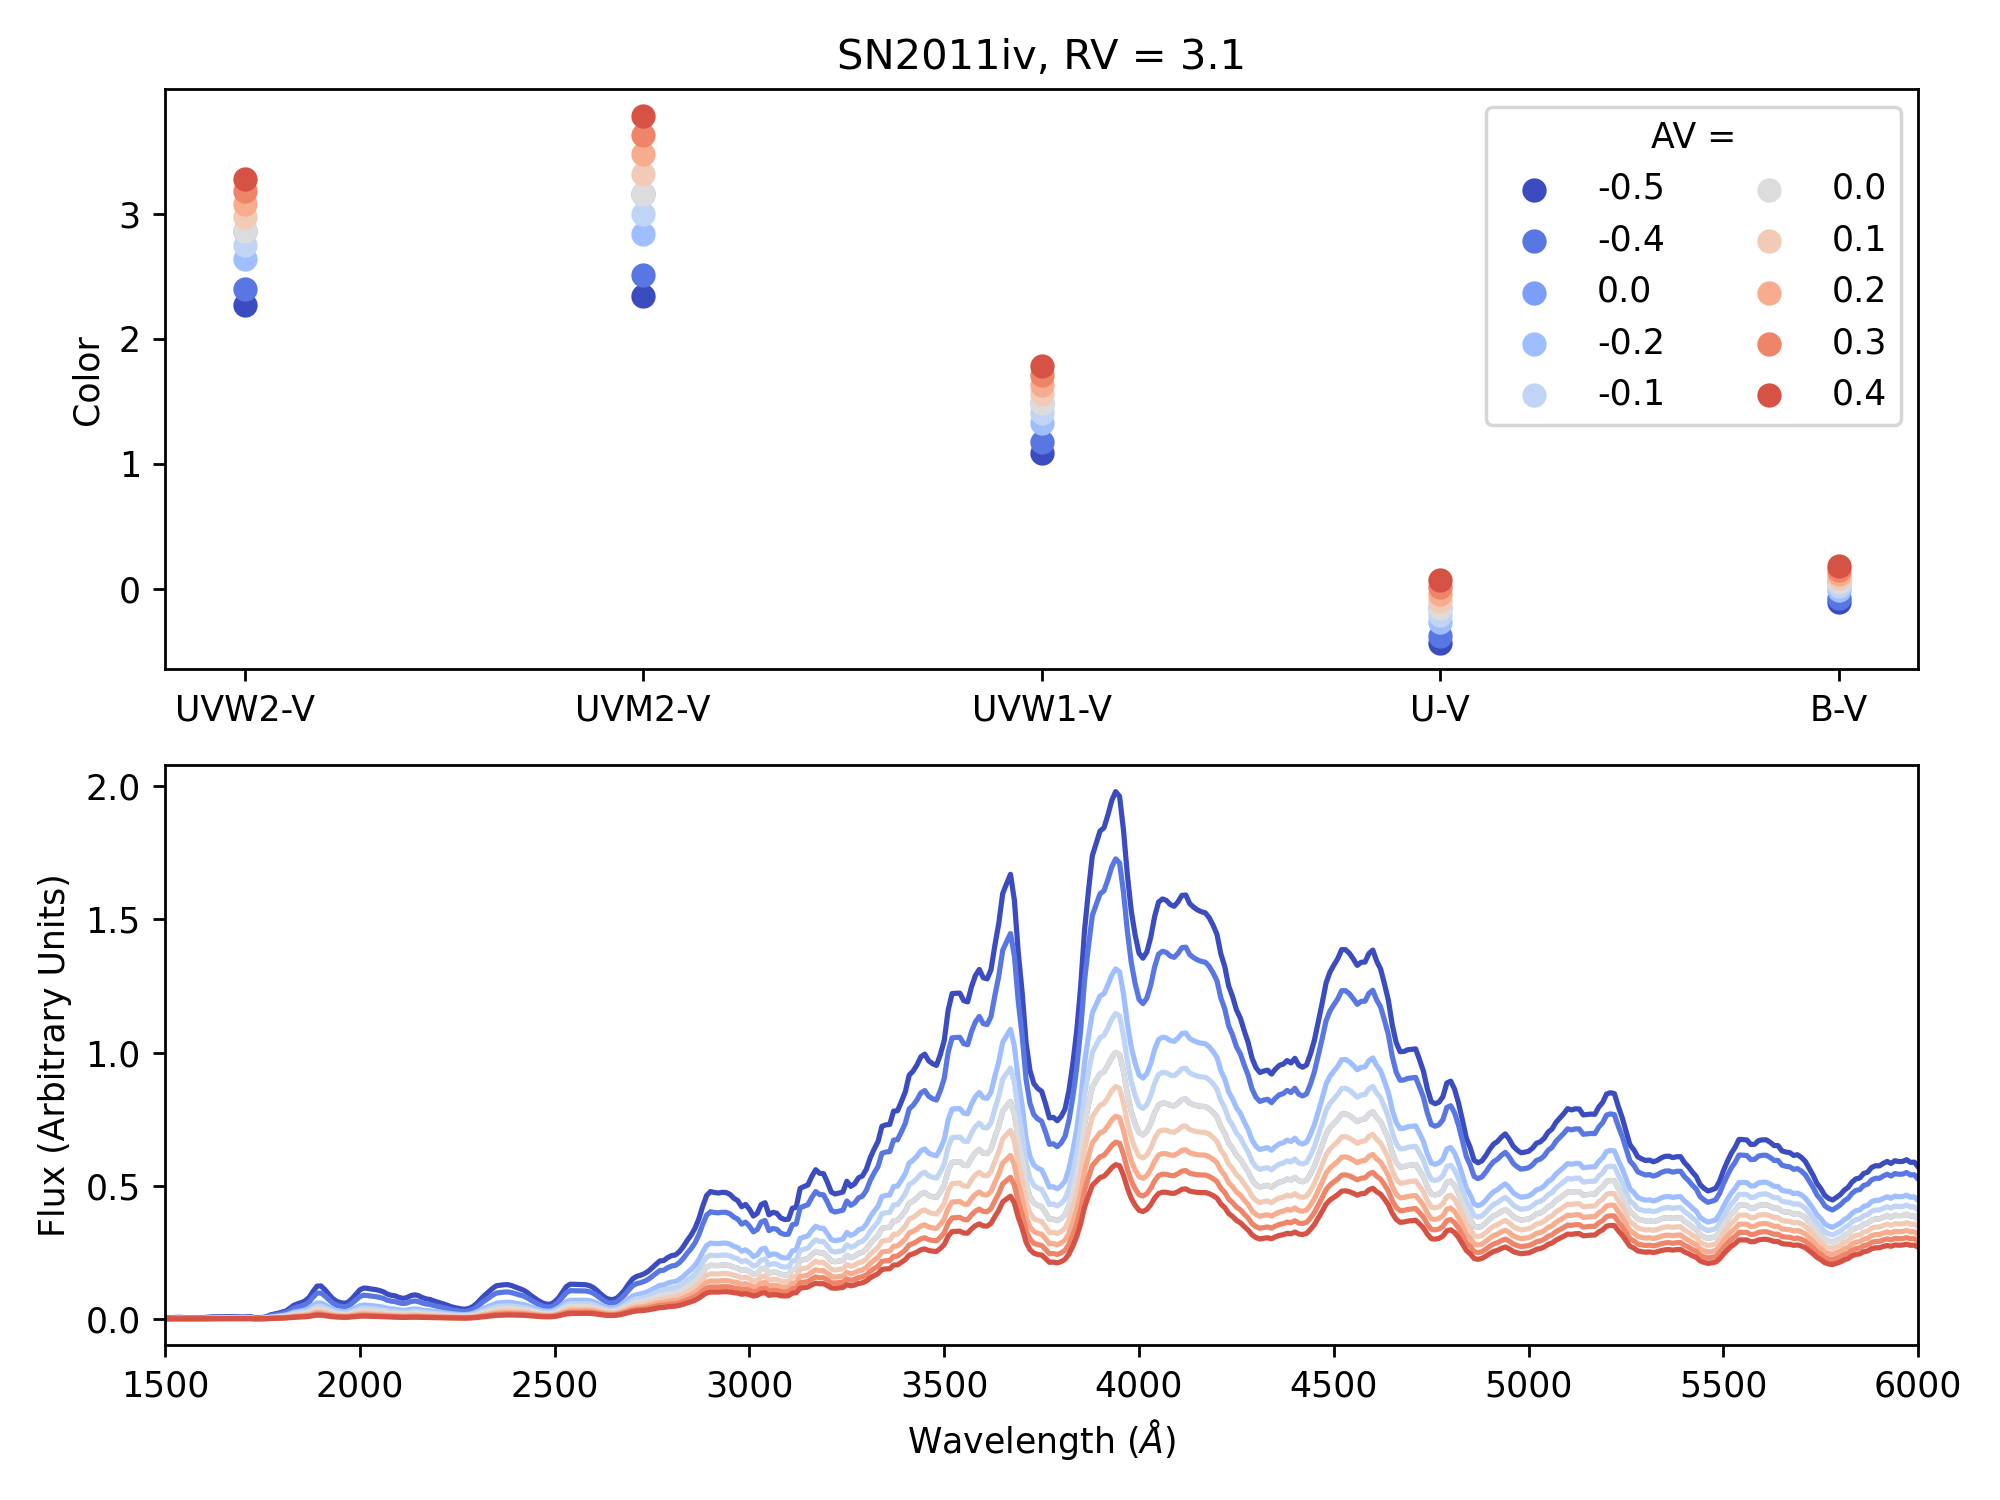 SN2011iv, RV = 3.1
Color
3
2
1
0
AV =
-0.5
-0.4
0.0
-0.2
-0.1
0.0
0.1
0.2
0.3
0.4
UVW2-V UVM2-V UVW1-V U-V B-V
Flux (Arbitrary Units)
2.0
1.5
1.0
0.5
0.0
1500 2000 2500 3000 3500 4000 4500 5000 5500 6000
Wavelength (Å)